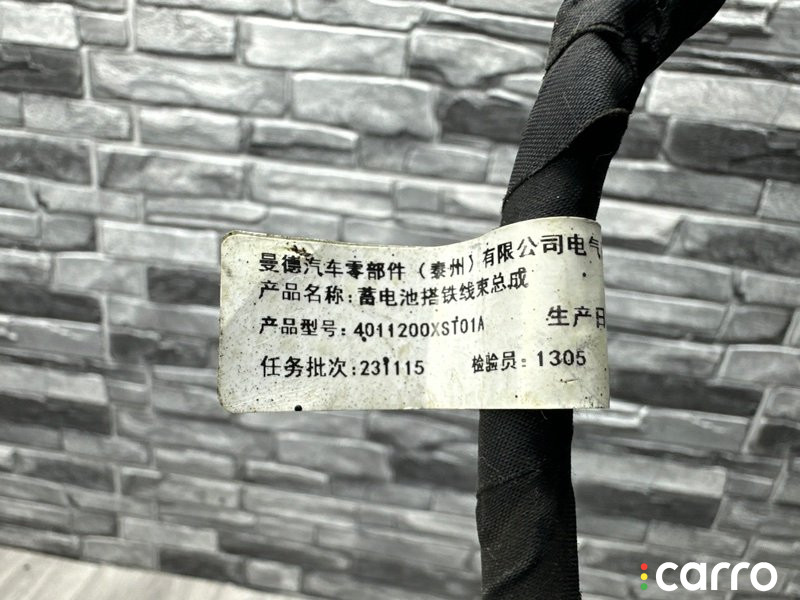 曼德汽车零部件（泰州）有限公司电气
产品名称：蓄电池搭铁线束总成
产品型号：4011200XST01A
生产日
任务批次：231115
检验员：1305
carro